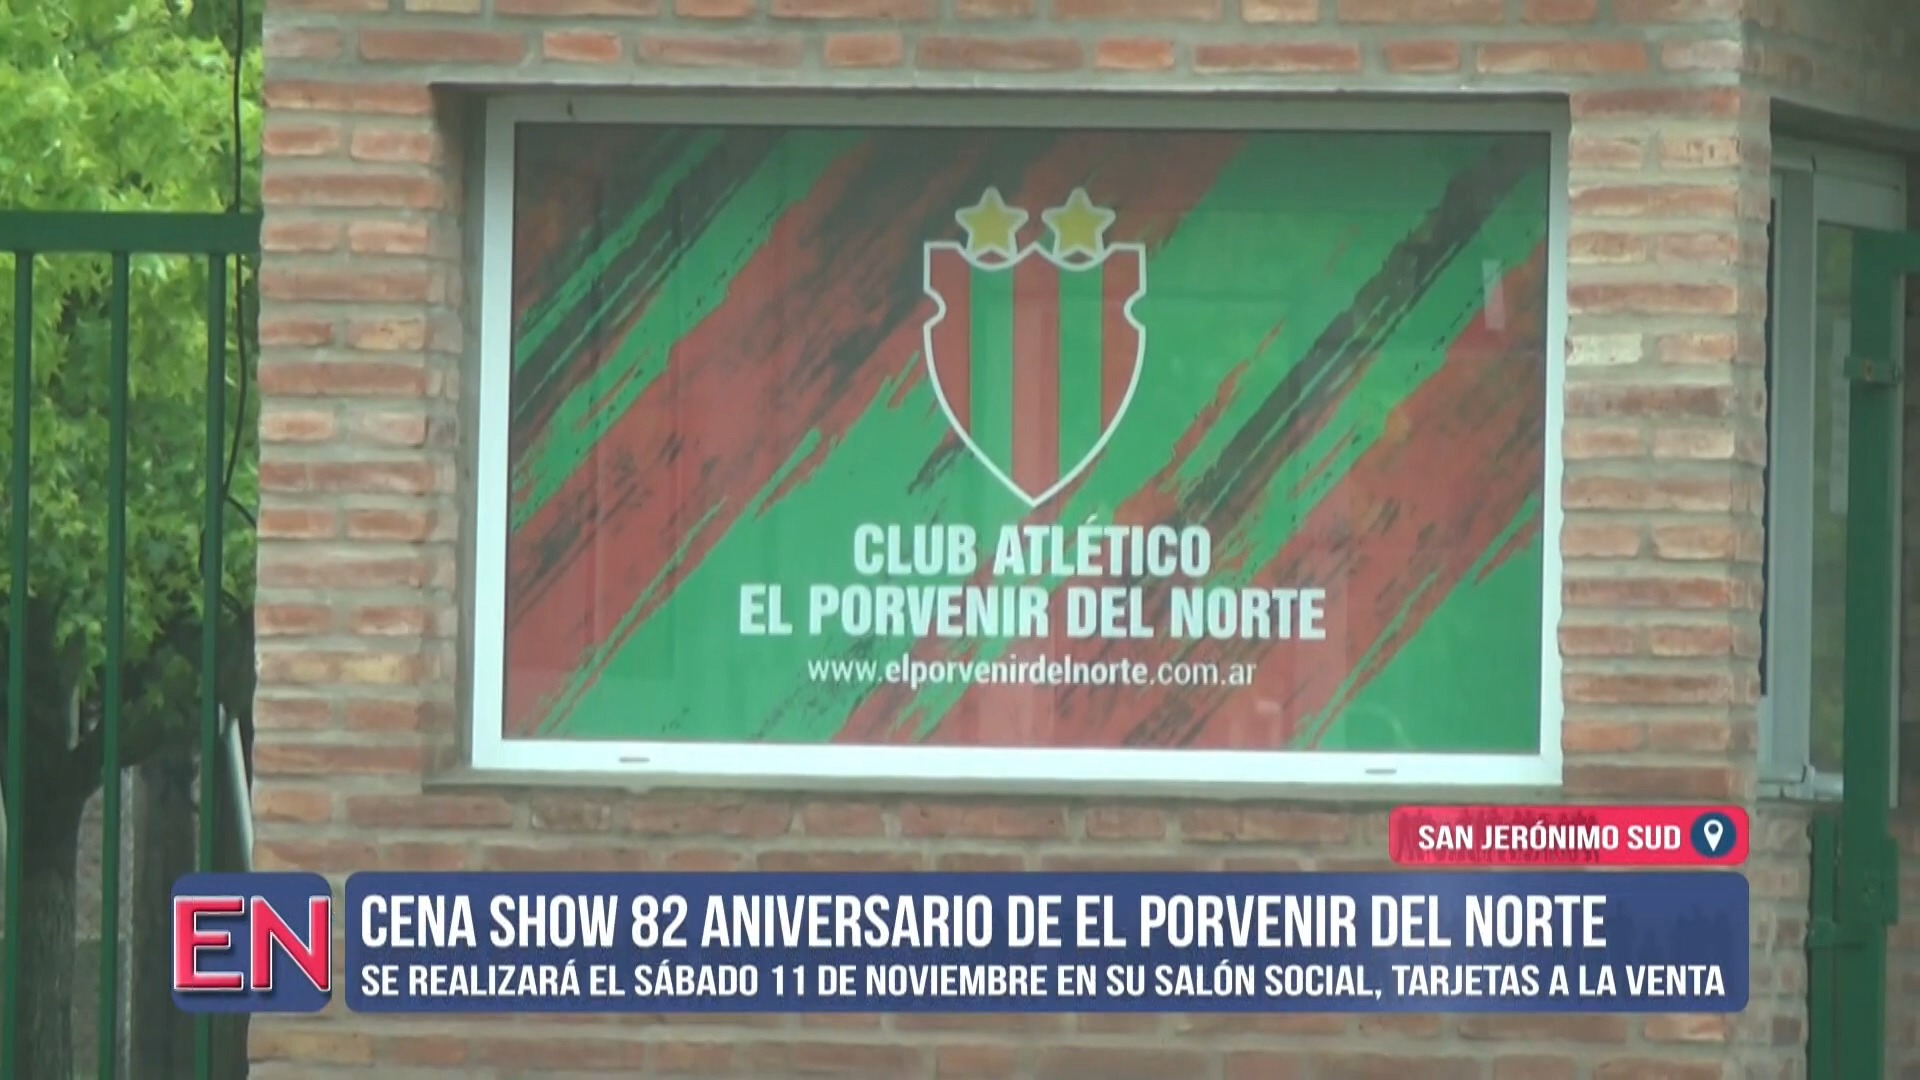 CLUB ATLÉTICO
EL PORVENIR DEL NORTE
www.elporvenirdelnorte.com.ar
SAN JERÓNIMO SUD
EN
CENA SHOW 82 ANIVERSARIO DE EL PORVENIR DEL NORTE
SE REALIZARÁ EL SÁBADO 11 DE NOVIEMBRE EN SU SALÓN SOCIAL, TARJETAS A LA VENTA